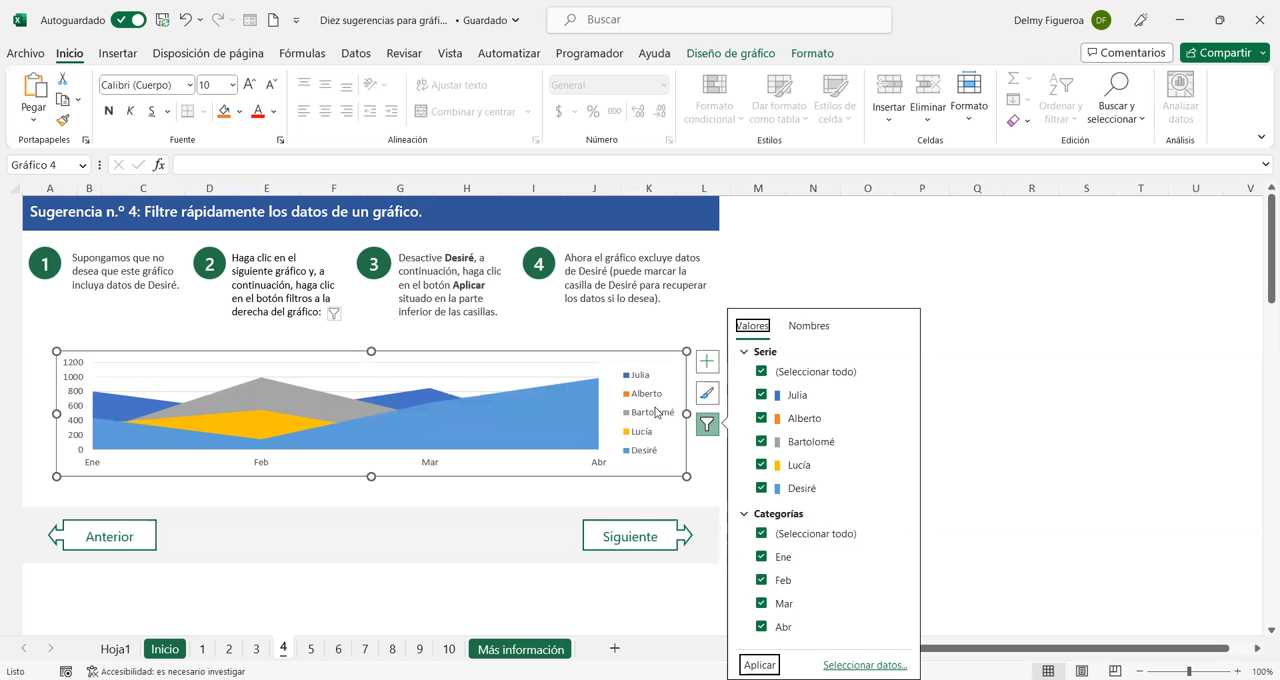 Autoguardado
Diez sugerencias para gráfi... • Guardado
Buscar
Delmy Figueroa DF
Archivo Inicio Insertar Disposición de página Fórmulas Datos Revisar Vista Automatizar Programador Ayuda Diseño de gráfico Formato
Comentarios Compartir
Pegar
Portapapeles
Calibri (Cuerpo) 10 A A
N K S A
Fuente
Ajustar texto
Combinar y centrar
Alineación
General
$ % 000
Número
Formato condicional
Dar formato como tabla
Estilos de celda
Estilos
Insertar Eliminar Formato
Celdas
Ordenar y filtrar
Buscar y seleccionar
Edición
Analizar datos
Análisis
Gráfico 4
fx
A B C D E F G H I J K L M N O P Q R S T U V
Sugerencia n.º 4: Filtre rápidamente los datos de un gráfico.
1
Supongamos que no
desea que este gráfico
incluya datos de Desiré.
2
Haga clic en el
siguiente gráfico y, a
continuación, haga clic
en el botón filtros a la
derecha del gráfico:
3
Desactive Desiré, a
continuación, haga clic
en el botón Aplicar
situado en la parte
inferior de las casillas.
4
Ahora el gráfico excluye datos
de Desiré (puede marcar la
casilla de Desiré para recuperar
los datos si lo desea).
1200
1000
800
600
400
200
0
Ene Feb Mar Abr
Julia
Alberto
Bartolomé
Lucía
Desiré
Valores Nombres
Serie
(Seleccionar todo)
Julia
Alberto
Bartolomé
Lucía
Desiré
Categorías
(Seleccionar todo)
Ene
Feb
Mar
Abr
Aplicar Seleccionar datos...
Anterior
Siguiente
Hoja1 Inicio 1 2 3 4 5 6 7 8 9 10 Más información
Listo
Accesibilidad: es necesario investigar
100%